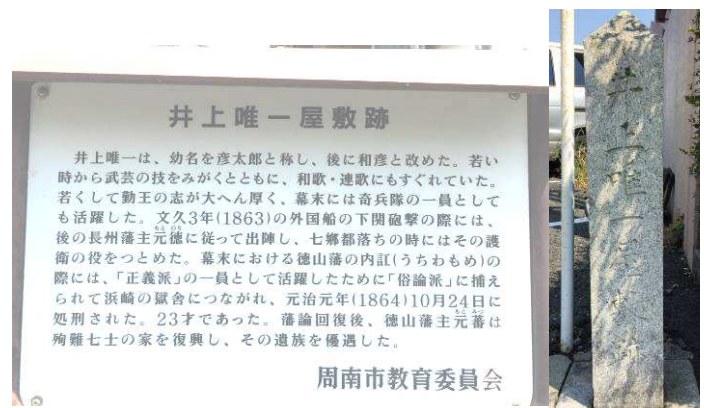 井上唯一屋敷跡
井上唯一は、幼名を彦太郎と称し、後に和彦と改めた。若い
時から武芸の技をみがくとともに、和歌・連歌にもすぐれていた。
若くして勤王の志が大へん厚く、幕末には奇兵隊の一員として
も活躍した。文久3年(1863)の外国船の下関砲撃の際には、
後の長州藩主元徳に従って出陣し、七郷都落ちの時にはその護
衛の役をつとめた。幕末における徳山藩の内訌(うちわもめ)の
際には、「正義派」の一員として活躍したために「俗論派」に捕え
られて浜崎の獄舎につながれ、元治元年(1864)10月24日に
処刑された。23才であった。藩論回復後、徳山藩主元蕃は
殉難七士の家を復興し、その遺族を優遇した。
周南市教育委員会
井上唯一屋敷跡